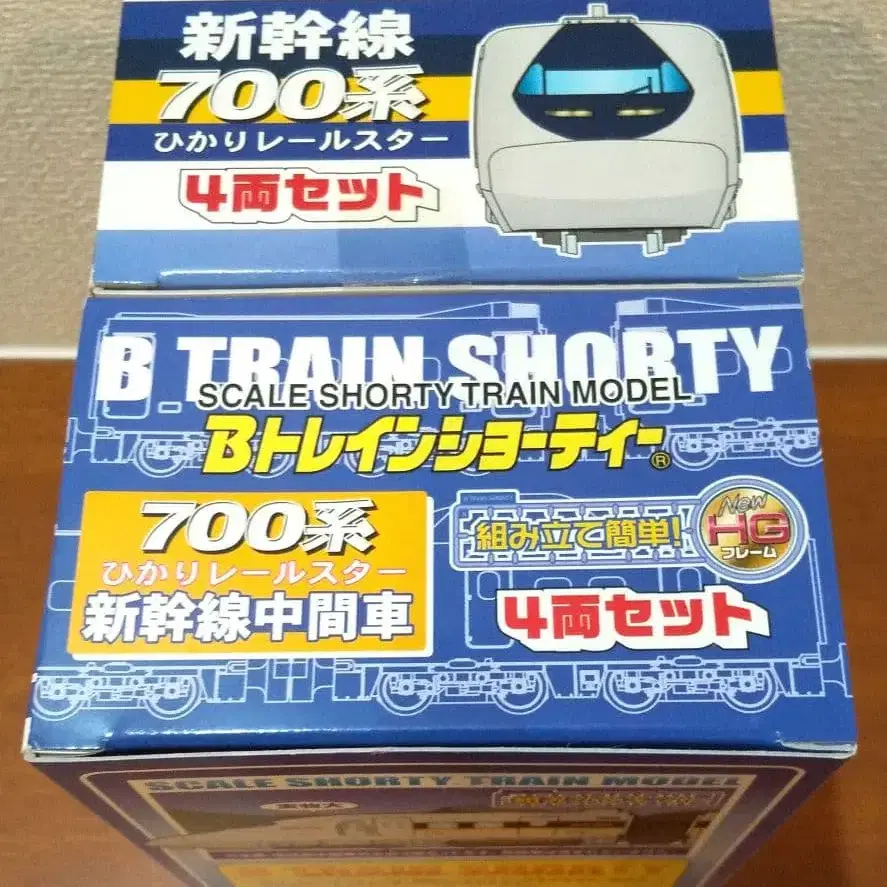 新幹線
700系
ひかりレールスター
4両セット
B TRAIN SHORTY
SCALE SHORTY TRAIN MODEL
Bトレインショーティー®
700系
ひかりレールスター
新幹線中間車
組み立て簡単!
New
HG
フレーム
4両セット
SCALE SHORTY TRAIN MODEL
実物大